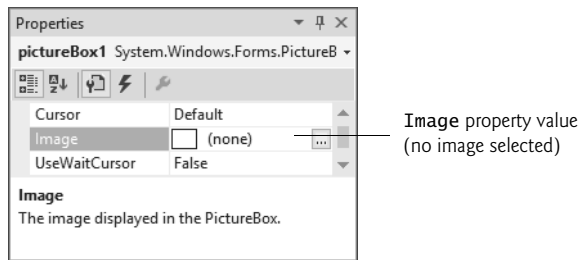 Properties
pictureBox1 System.Windows.Forms.PictureB
Cursor Default
Image (none) ...
UseWaitCursor False
Image
The image displayed in the PictureBox.
Image property value
(no image selected)